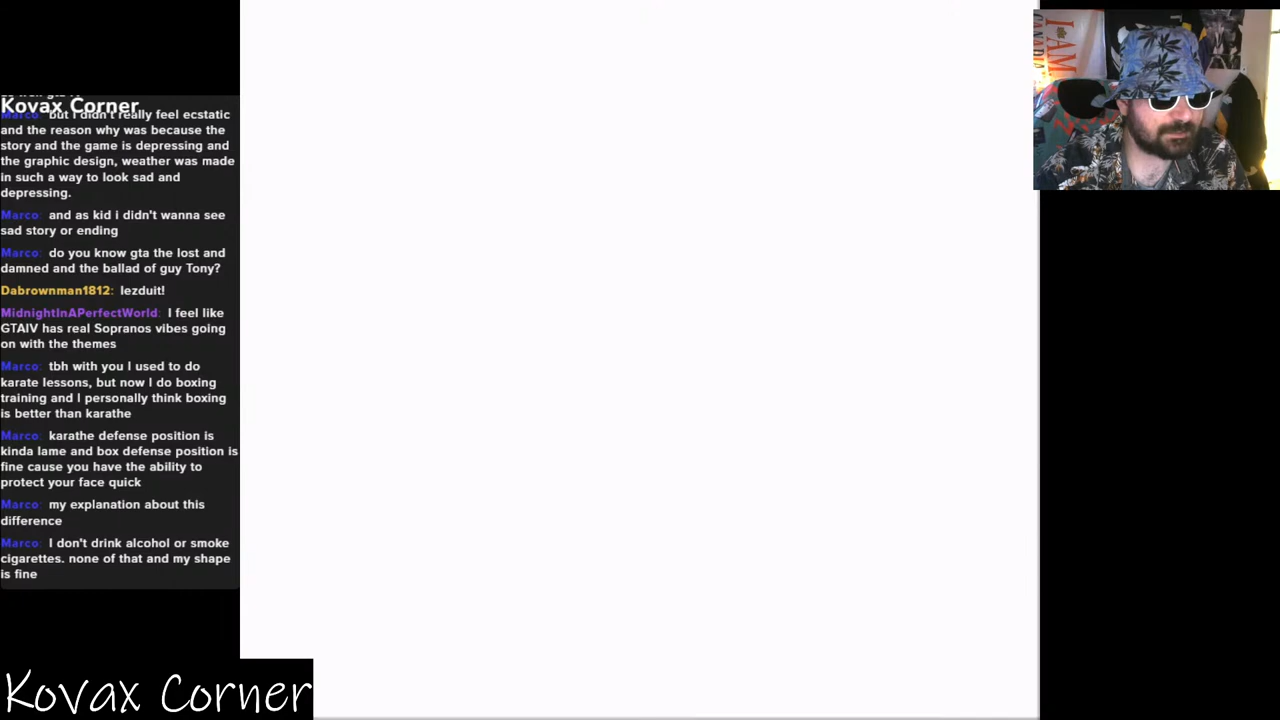 Kovax Corner
Marco: but I didn't really feel ecstatic
and the reason why was because the
story and the game is depressing and
the graphic design, weather was made
in such a way to look sad and
depressing.
Marco: and as kid i didn't wanna see
sad story or ending
Marco: do you know gta the lost and
damned and the ballad of guy Tony?
Dabrownman1812: lezduit!
MidnightInAPerfectWorld: I feel like
GTAIV has real Sopranos vibes going
on with the themes
Marco: tbh with you I used to do
karate lessons, but now I do boxing
training and I personally think boxing
is better than karathe
Marco: karathe defense position is
kinda lame and box defense position is
fine cause you have the ability to
protect your face quick
Marco: my explanation about this
difference
Marco: I don't drink alcohol or smoke
cigarettes. none of that and my shape
is fine
Kovax Corner
I AM
CANADIAN